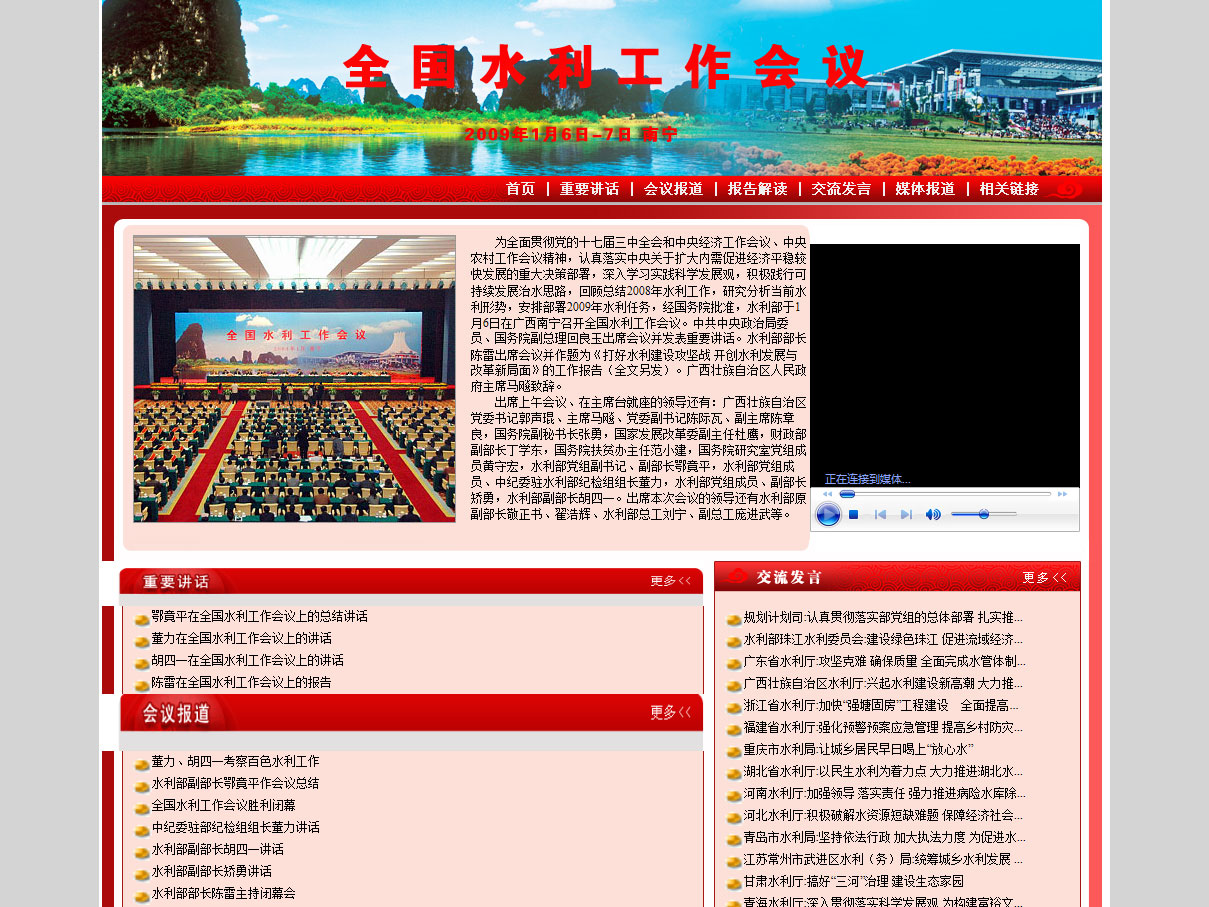 全国水利工作会议
2009年1月6日-7日 南宁
首页 | 重要讲话 | 会议报道 | 报告解读 | 交流发言 | 媒体报道 | 相关链接
全国水利工作会议
为全面贯彻党的十七届三中全会和中央经济工作会议、中央
农村工作会议精神，认真落实中央关于扩大内需促进经济平稳较
快发展的重大决策部署，深入学习实践科学发展观，积极践行可
持续发展治水思路，回顾总结2008年水利工作，研究分析当前水
利形势，安排部署2009年水利任务，经国务院批准，水利部于1
月6日在广西南宁召开全国水利工作会议。中共中央政治局委
员、国务院副总理回良玉出席会议并发表重要讲话。水利部部长
陈雷出席会议并作题为《打好水利建设攻坚战 开创水利发展与
改革新局面》的工作报告（全文另发）。广西壮族自治区人民政
府主席马飚致辞。
出席上午会议、在主席台就座的领导还有：广西壮族自治区
党委书记郭声琨、主席马飚、党委副书记陈际瓦、副主席陈章
良，国务院副秘书长张勇，国家发展改革委副主任杜鹰，财政部
副部长丁学东，国务院扶贫办主任范小建，国务院研究室党组成
员黄守宏，水利部党组副书记、副部长鄂竟平，水利部党组成
员、中纪委驻水利部纪检组组长董力，水利部党组成员、副部长
矫勇，水利部副部长胡四一。出席本次会议的领导还有水利部原
副部长敬正书、翟浩辉、水利部总工刘宁、副总工庞进武等。
正在连接到媒体...
重要讲话 更多<<
鄂竟平在全国水利工作会议上的总结讲话
董力在全国水利工作会议上的讲话
胡四一在全国水利工作会议上的讲话
陈雷在全国水利工作会议上的报告
会议报道 更多<<
董力、胡四一考察百色水利工作
水利部副部长鄂竟平作会议总结
全国水利工作会议胜利闭幕
中纪委驻部纪检组组长董力讲话
水利部副部长胡四一讲话
水利部副部长矫勇讲话
水利部部长陈雷主持闭幕会
交流发言 更多<<
规划计划司:认真贯彻落实部党组的总体部署 扎实推...
水利部珠江水利委员会:建设绿色珠江 促进流域经济...
广东省水利厅:攻坚克难 确保质量 全面完成水管体制...
广西壮族自治区水利厅:兴起水利建设新高潮 大力推...
浙江省水利厅:加快“强塘固房”工程建设　全面提高...
福建省水利厅:强化预警预案应急管理 提高乡村防灾...
重庆市水利局:让城乡居民早日喝上“放心水”
湖北省水利厅:以民生水利为着力点 大力推进湖北水...
河南水利厅:加强领导 落实责任 强力推进病险水库除...
河北水利厅:积极破解水资源短缺难题 保障经济社会...
青岛市水利局:坚持依法行政 加大执法力度 为促进水...
江苏常州市武进区水利（务）局:统筹城乡水利发展 ...
甘肃水利厅:搞好“三河”治理 建设生态家园
青海水利厅:深入贯彻落实科学发展观 为构建富裕文...